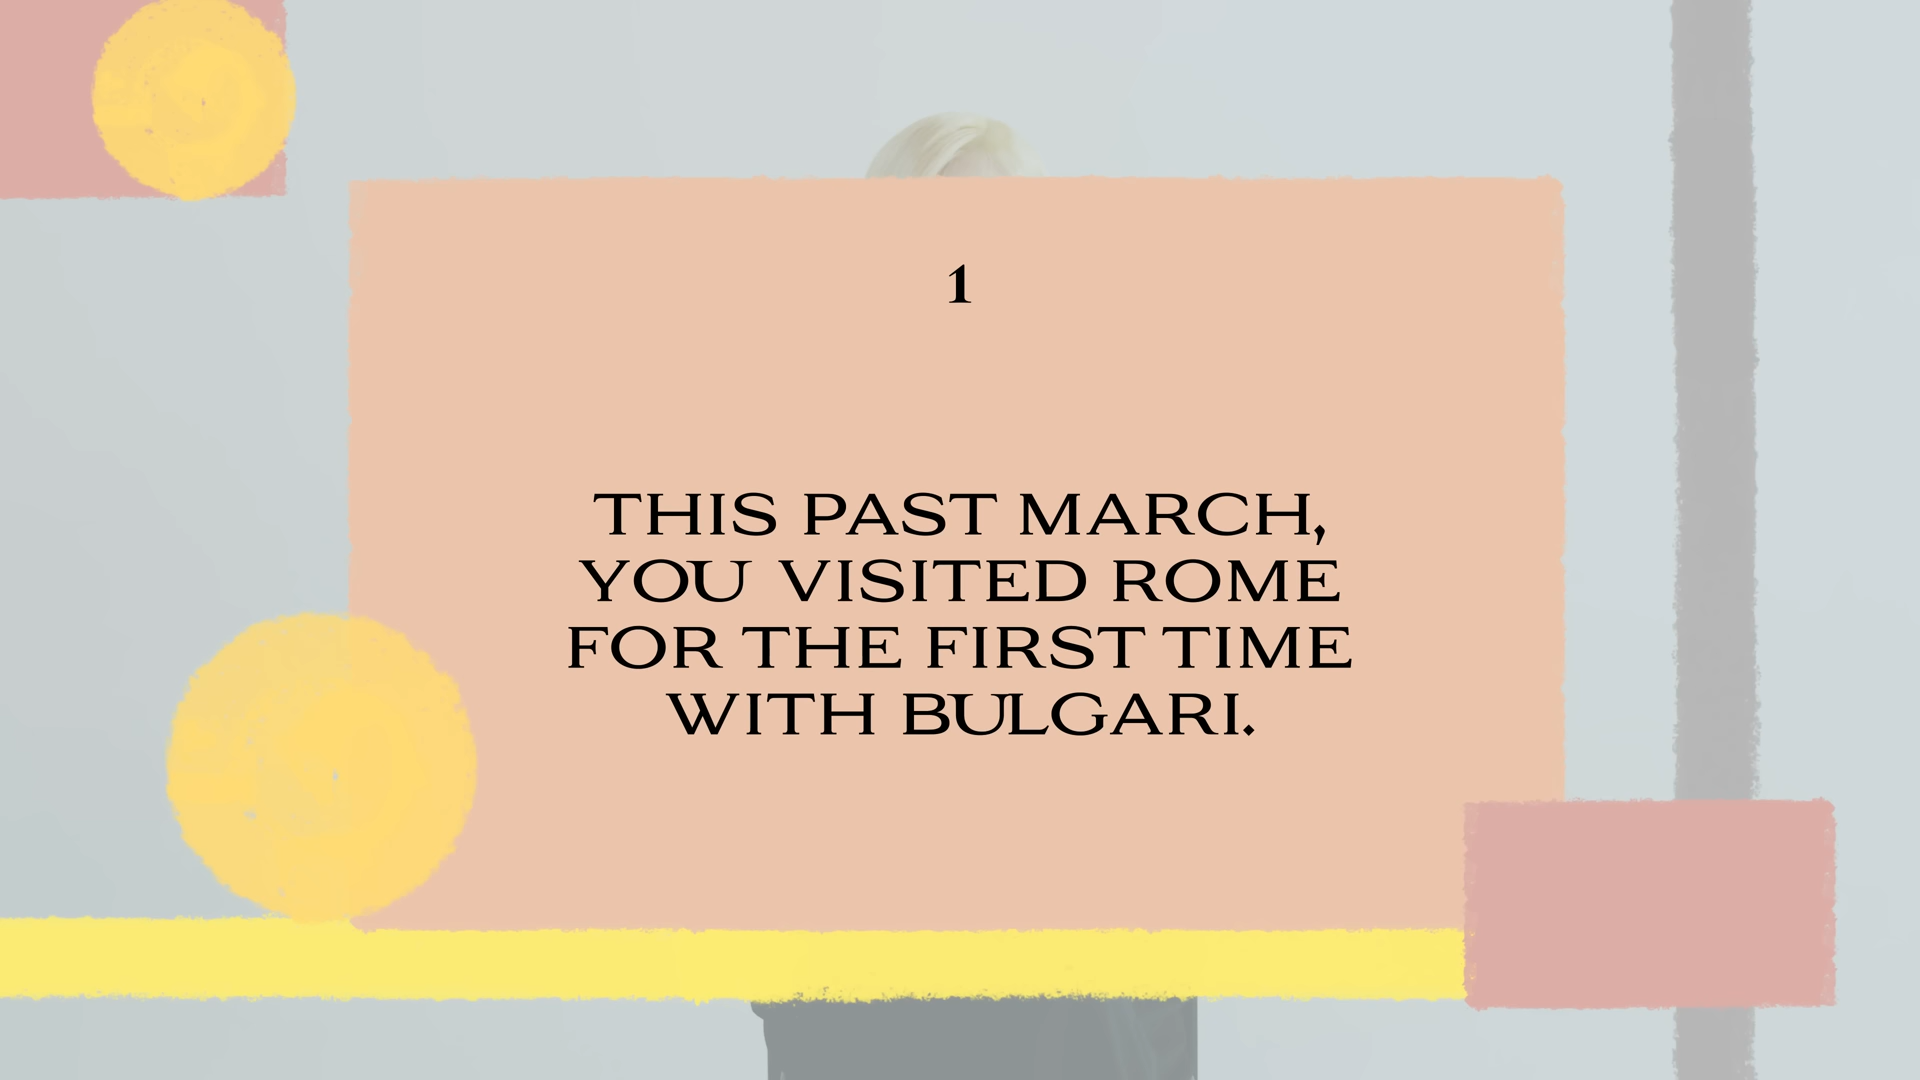 1
THIS PAST MARCH,
YOU VISITED ROME
FOR THE FIRST TIME
WITH BULGARI.